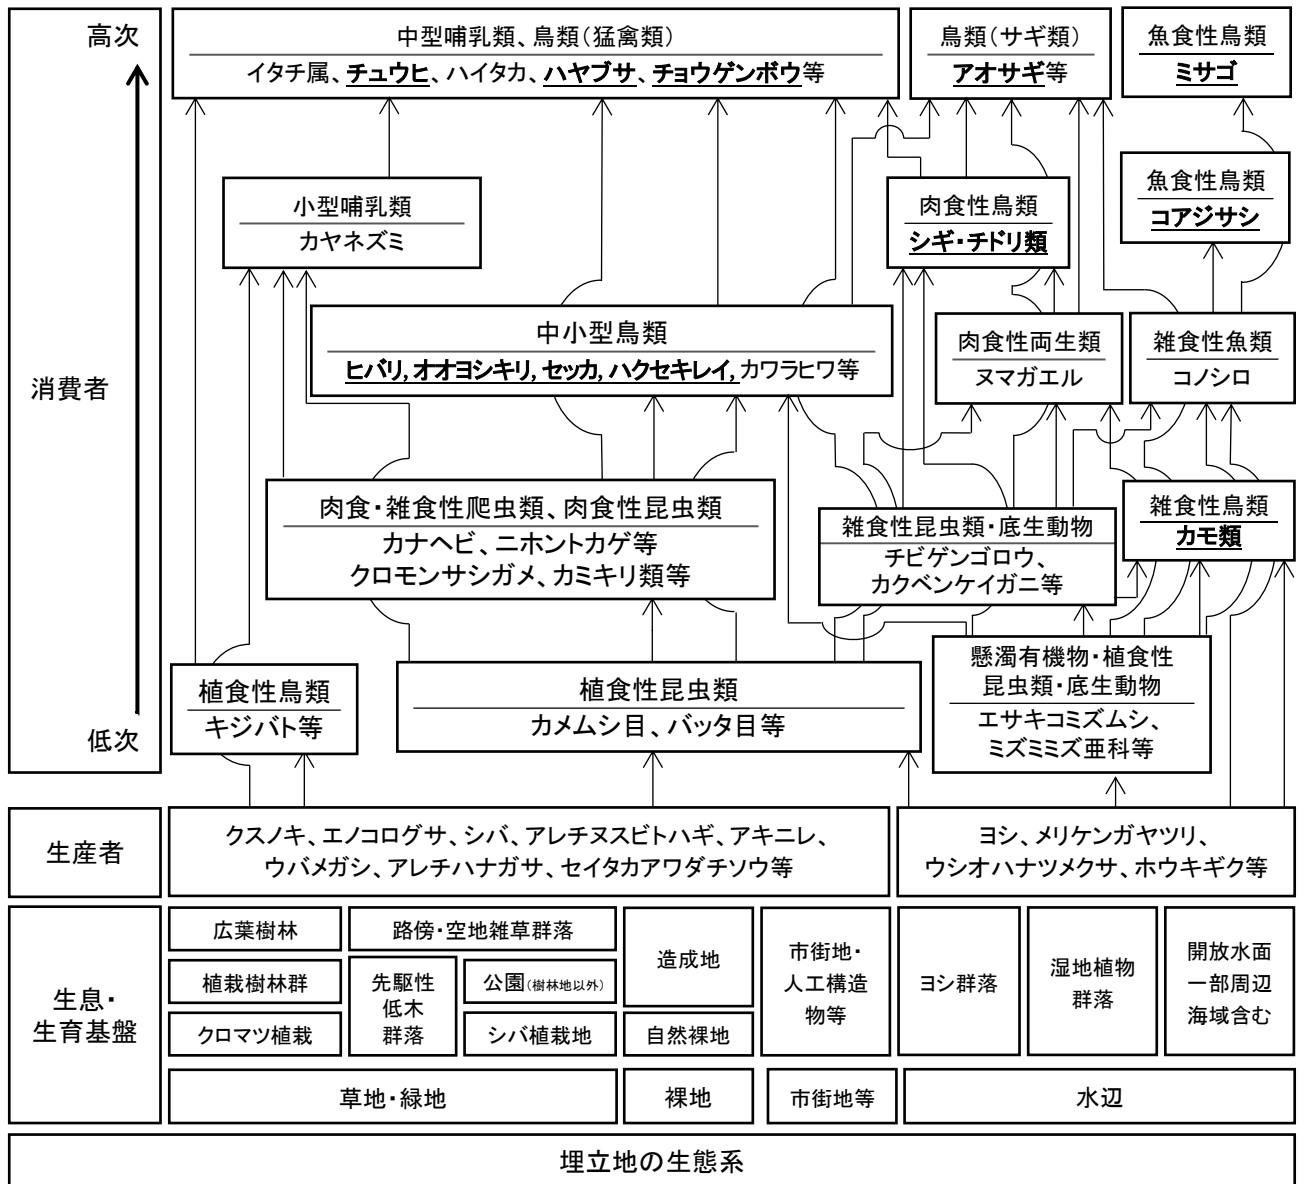 高次
消費者
低次
中型哺乳類、鳥類(猛禽類)
イタチ属、チュウヒ、ハイタカ、ハヤブサ、チョウゲンボウ等
鳥類(サギ類)
アオサギ等
魚食性鳥類
ミサゴ
小型哺乳類
カヤネズミ
肉食性鳥類
シギ・チドリ類
魚食性鳥類
コアジサシ
中小型鳥類
ヒバリ,オオヨシキリ,セッカ,ハクセキレイ,カワラヒワ等
肉食性両生類
ヌマガエル
雑食性魚類
コノシロ
肉食・雑食性爬虫類、肉食性昆虫類
カナヘビ、ニホントカゲ等
クロモンサシガメ、カミキリ類等
雑食性昆虫類・底生動物
チビゲンゴロウ、
カクベンケイガニ等
雑食性鳥類
カモ類
植食性鳥類
キジバト等
植食性昆虫類
カメムシ目、バッタ目等
懸濁有機物・植食性
昆虫類・底生動物
エサキコミズムシ、
ミズミミズ亜科等
生産者
クスノキ、エノコログサ、シバ、アレチヌスビトハギ、アキニレ、
ウバメガシ、アレチハナガサ、セイタカアワダチソウ等
ヨシ、メリケンガヤツリ、
ウシオハナツメクサ、ホウキギク等
生息・
生育基盤
広葉樹林
植栽樹林群
クロマツ植栽
路傍・空地雑草群落
先駆性
低木
群落
公園(樹林地以外)
シバ植栽地
造成地
自然裸地
市街地・
人工構造
物等
ヨシ群落
湿地植物
群落
開放水面
一部周辺
海域含む
草地・緑地
裸地
市街地等
水辺
埋立地の生態系